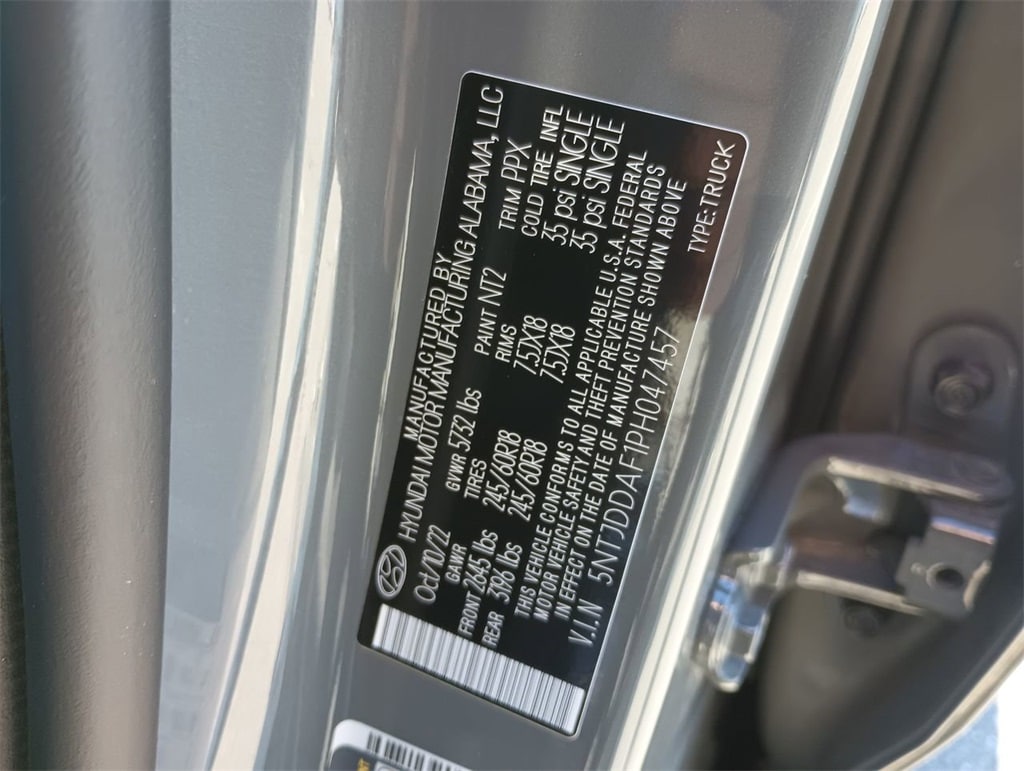 MANUFACTURED BY
HYUNDAI MOTOR MANUFACTURING ALABAMA, LLC
Od/10/22 GVWR 5732 lbs PAINT NT2 TRIM PPX
GAWR TIRES RIMS COLD TIRE INFL
FRONT 2645 lbs 245/60R18 7.5JX18 35 psi SINGLE
REAR 3196 lbs 245/60R18 7.5JX18 35 psi SINGLE
THIS VEHICLE CONFORMS TO ALL APPLICABLE U.S.A. FEDERAL
MOTOR VEHICLE SAFETY AND THEFT PREVENTION STANDARDS
IN EFFECT ON THE DATE OF MANUFACTURE SHOWN ABOVE
V.I.N 5NTJDDAF1PH047457 TYPE:TRUCK